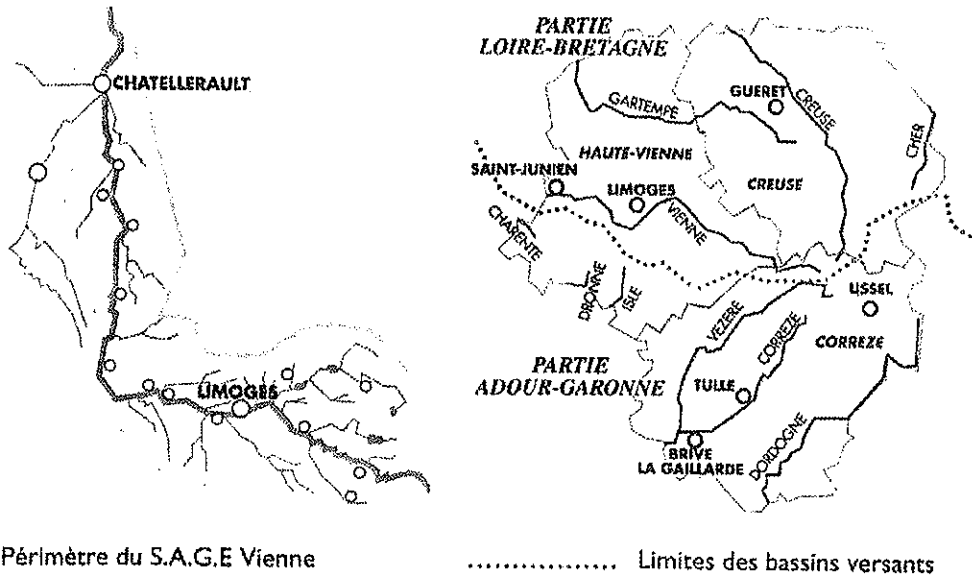 CHATELLERAULT
LIMOGES
Périmètre du S.A.G.E Vienne
PARTIE
LOIRE-BRETAGNE
GUERET
CREUSE
GARTEMPE
CHER
HAUTE-VIENNE
SAINT-JUNIEN
LIMOGES
CREUSE
VIENNE
CHARENTE
DRONNE
ISLE
USSEL
VEZERE
CORREZE
CORREZE
PARTIE
ADOUR-GARONNE
TULLE
BRIVE
LA GAILLARDE
DORDOGNE
Limites des bassins versants